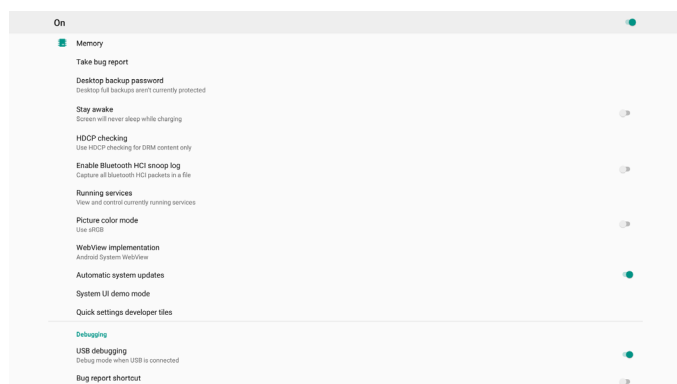 On
Memory
Take bug report
Desktop backup password
Desktop full backups aren't currently protected
Stay awake
Screen will never sleep while charging
HDCP checking
Use HDCP checking for DRM content only
Enable Bluetooth HCI snoop log
Capture all bluetooth HCI packets in a file
Running services
View and control currently running services
Picture color mode
Use sRGB
WebView implementation
Android System WebView
Automatic system updates
System UI demo mode
Quick settings developer tiles
Debugging
USB debugging
Debug mode when USB is connected
Bug report shortcut